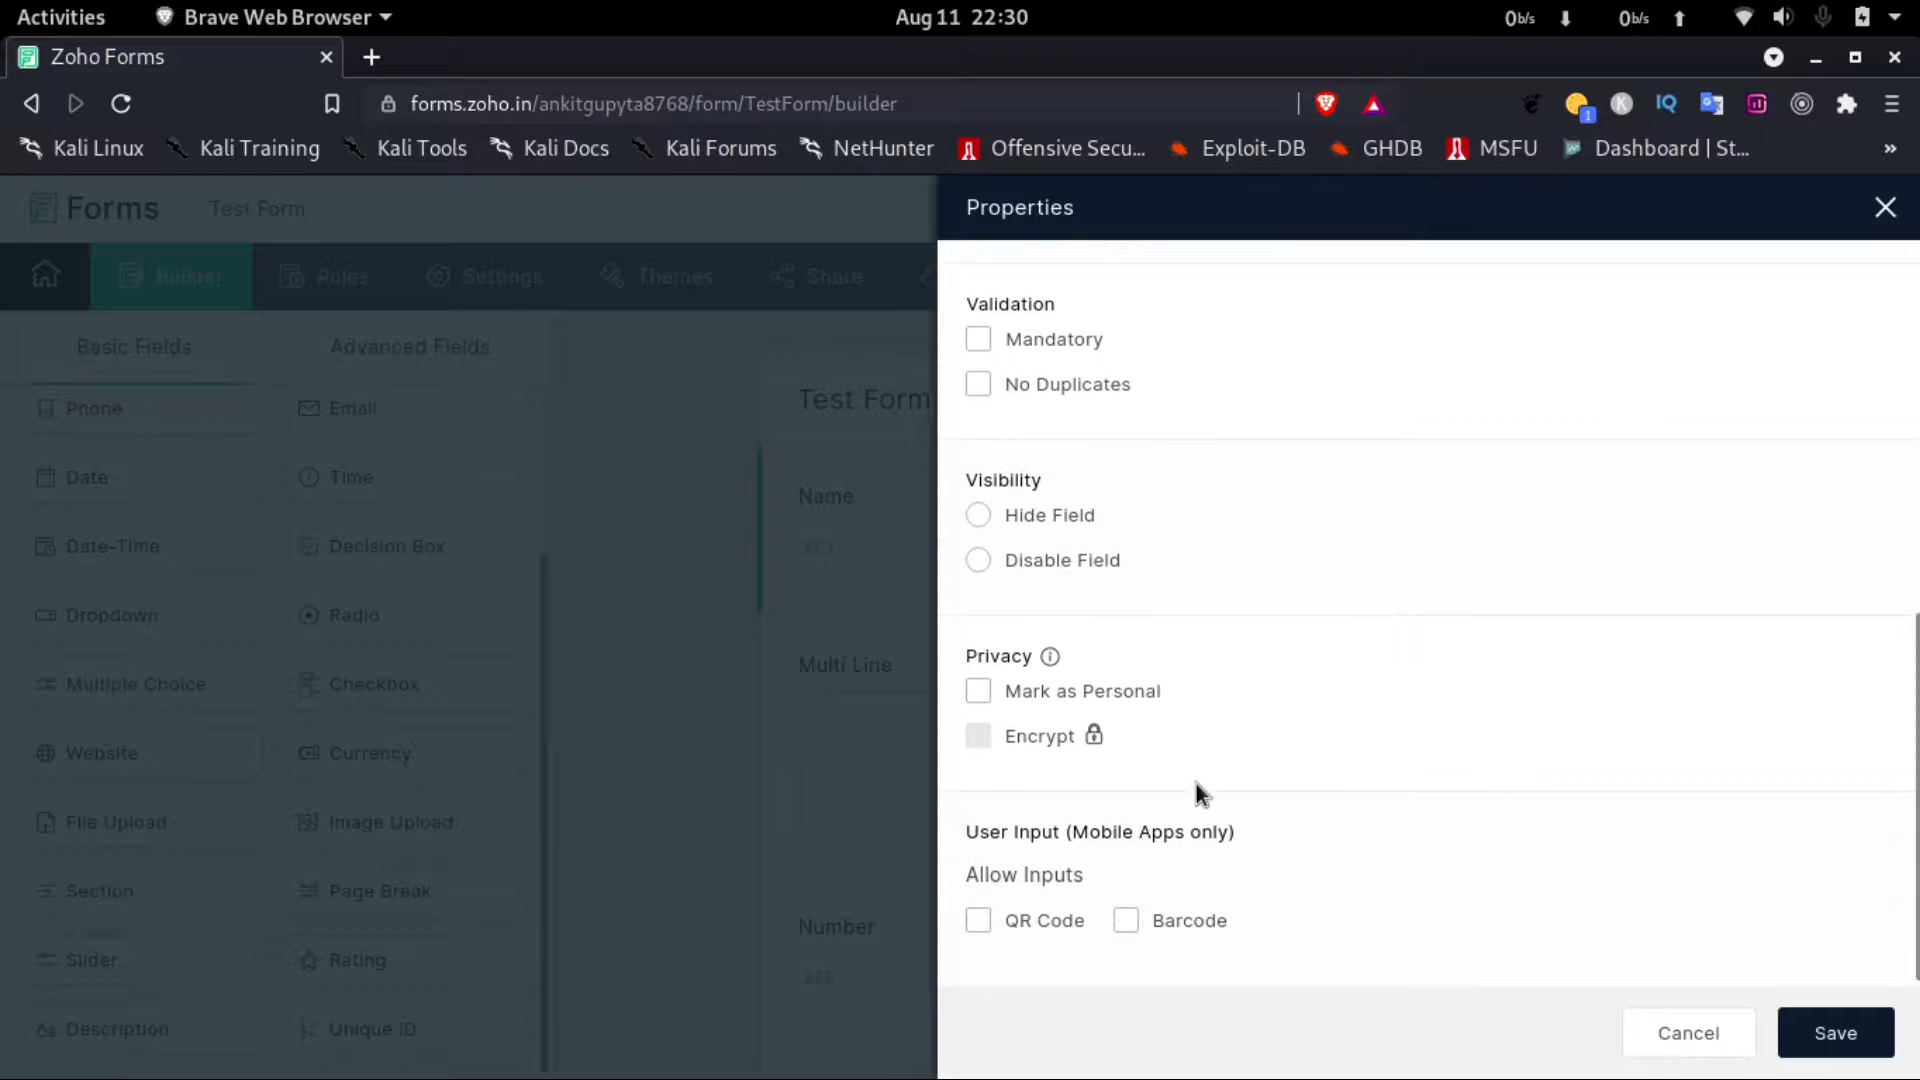 Activities Brave Web Browser Aug 11 22:30 0b/s 0b/s
Zoho Forms
forms.zoho.in/ankitgupyta8768/form/TestForm/builder 1
Kali Linux Kali Training Kali Tools Kali Docs Kali Forums NetHunter Offensive Secu... Exploit-DB GHDB MSFU Dashboard | St... »
Forms Test Form
Builder Rules Settings Themes Share
Basic Fields Advanced Fields
Phone Email
Date Time
Date-Time Decision Box
Dropdown Radio
Multiple Choice Checkbox
Website Currency
File Upload Image Upload
Section Page Break
Slider Rating
Description Unique ID
Test Form
Name
Multi Line
Number
Properties
Validation
Mandatory
No Duplicates
Visibility
Hide Field
Disable Field
Privacy
Mark as Personal
Encrypt
User Input (Mobile Apps only)
Allow Inputs
QR Code Barcode
Cancel Save